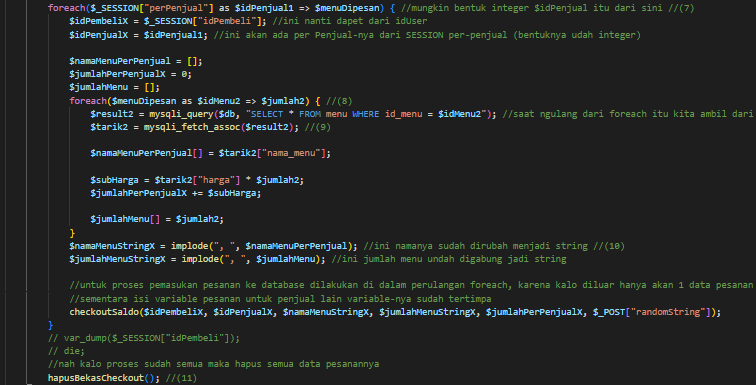 foreach($_SESSION["perPenjual"] as $idPenjual1 => $menuDipesan) { //mungkin bentuk integer $idPenjual itu dari sini //(7)
$idPembeliX = $_SESSION["idPembeli"]; //ini nanti dapet dari idUser
$idPenjualX = $idPenjual1; //ini akan ada per Penjual-nya dari SESSION per-penjual (bentuknya udah integer)
$namaMenuPerPenjual = [];
$jumlahPerPenjualX = 0;
$jumlahMenu = [];
foreach($menuDipesan as $idMenu2 => $jumlah2) { //(8)
$result2 = mysqli_query($db, "SELECT * FROM menu WHERE id_menu = $idMenu2"); //saat ngulang dari foreach itu kita ambil dari
$tarik2 = mysqli_fetch_assoc($result2); //(9)
$namaMenuPerPenjual[] = $tarik2["nama_menu"];
$subHarga = $tarik2["harga"] * $jumlah2;
$jumlahPerPenjualX += $subHarga;
$jumlahMenu[] = $jumlah2;
}
$namaMenuStringX = implode(", ", $namaMenuPerPenjual); //ini namanya sudah dirubah menjadi string //(10)
$jumlahMenuStringX = implode(", ", $jumlahMenu); //ini jumlah menu undah digabung jadi string
//untuk proses pemasukan pesanan ke database dilakukan di dalam perulangan foreach, karena kalo diluar hanya akan 1 data pesanan
//sementara isi variable pesanan untuk penjual lain variable-nya sudah tertimpa
checkoutSaldo($idPembeliX, $idPenjualX, $namaMenuStringX, $jumlahMenuStringX, $jumlahPerPenjualX, $_POST["randomString"]);
}
// var_dump($_SESSION["idPembeli"]);
// die;
//nah kalo proses sudah semua maka hapus semua data pesanannya
hapusBekasCheckout(); //(11)